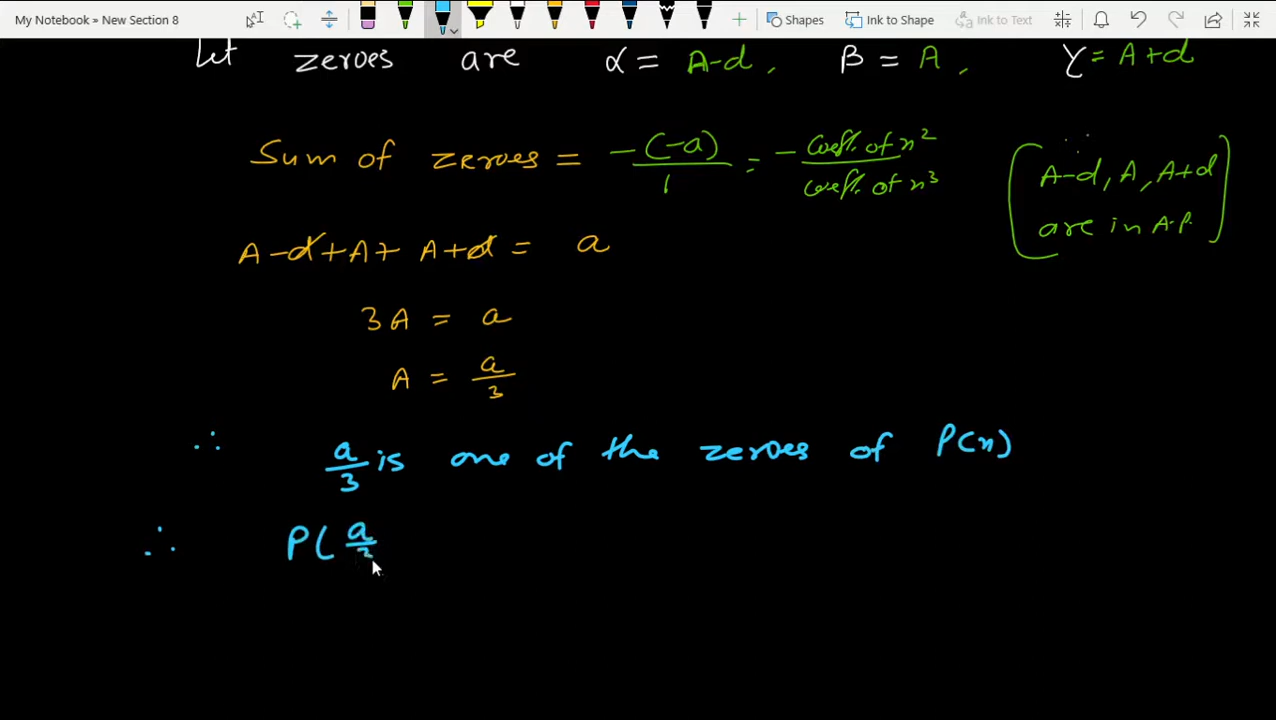 My Notebook » New Section 8
Shapes
Ink to Shape
Ink to Text
Let zeroes are α = A-d, β = A, γ = A+d
Sum of zeroes = -(-a)/1 = -Coeff. of x²/Coeff. of x³
(∵ A-d, A, A+d
are in A.P.)
A-d+A+ A+d = a
3A = a
A = a/3
∴ a/3 is one of the zeroes of P(x)
∴ P(a/3